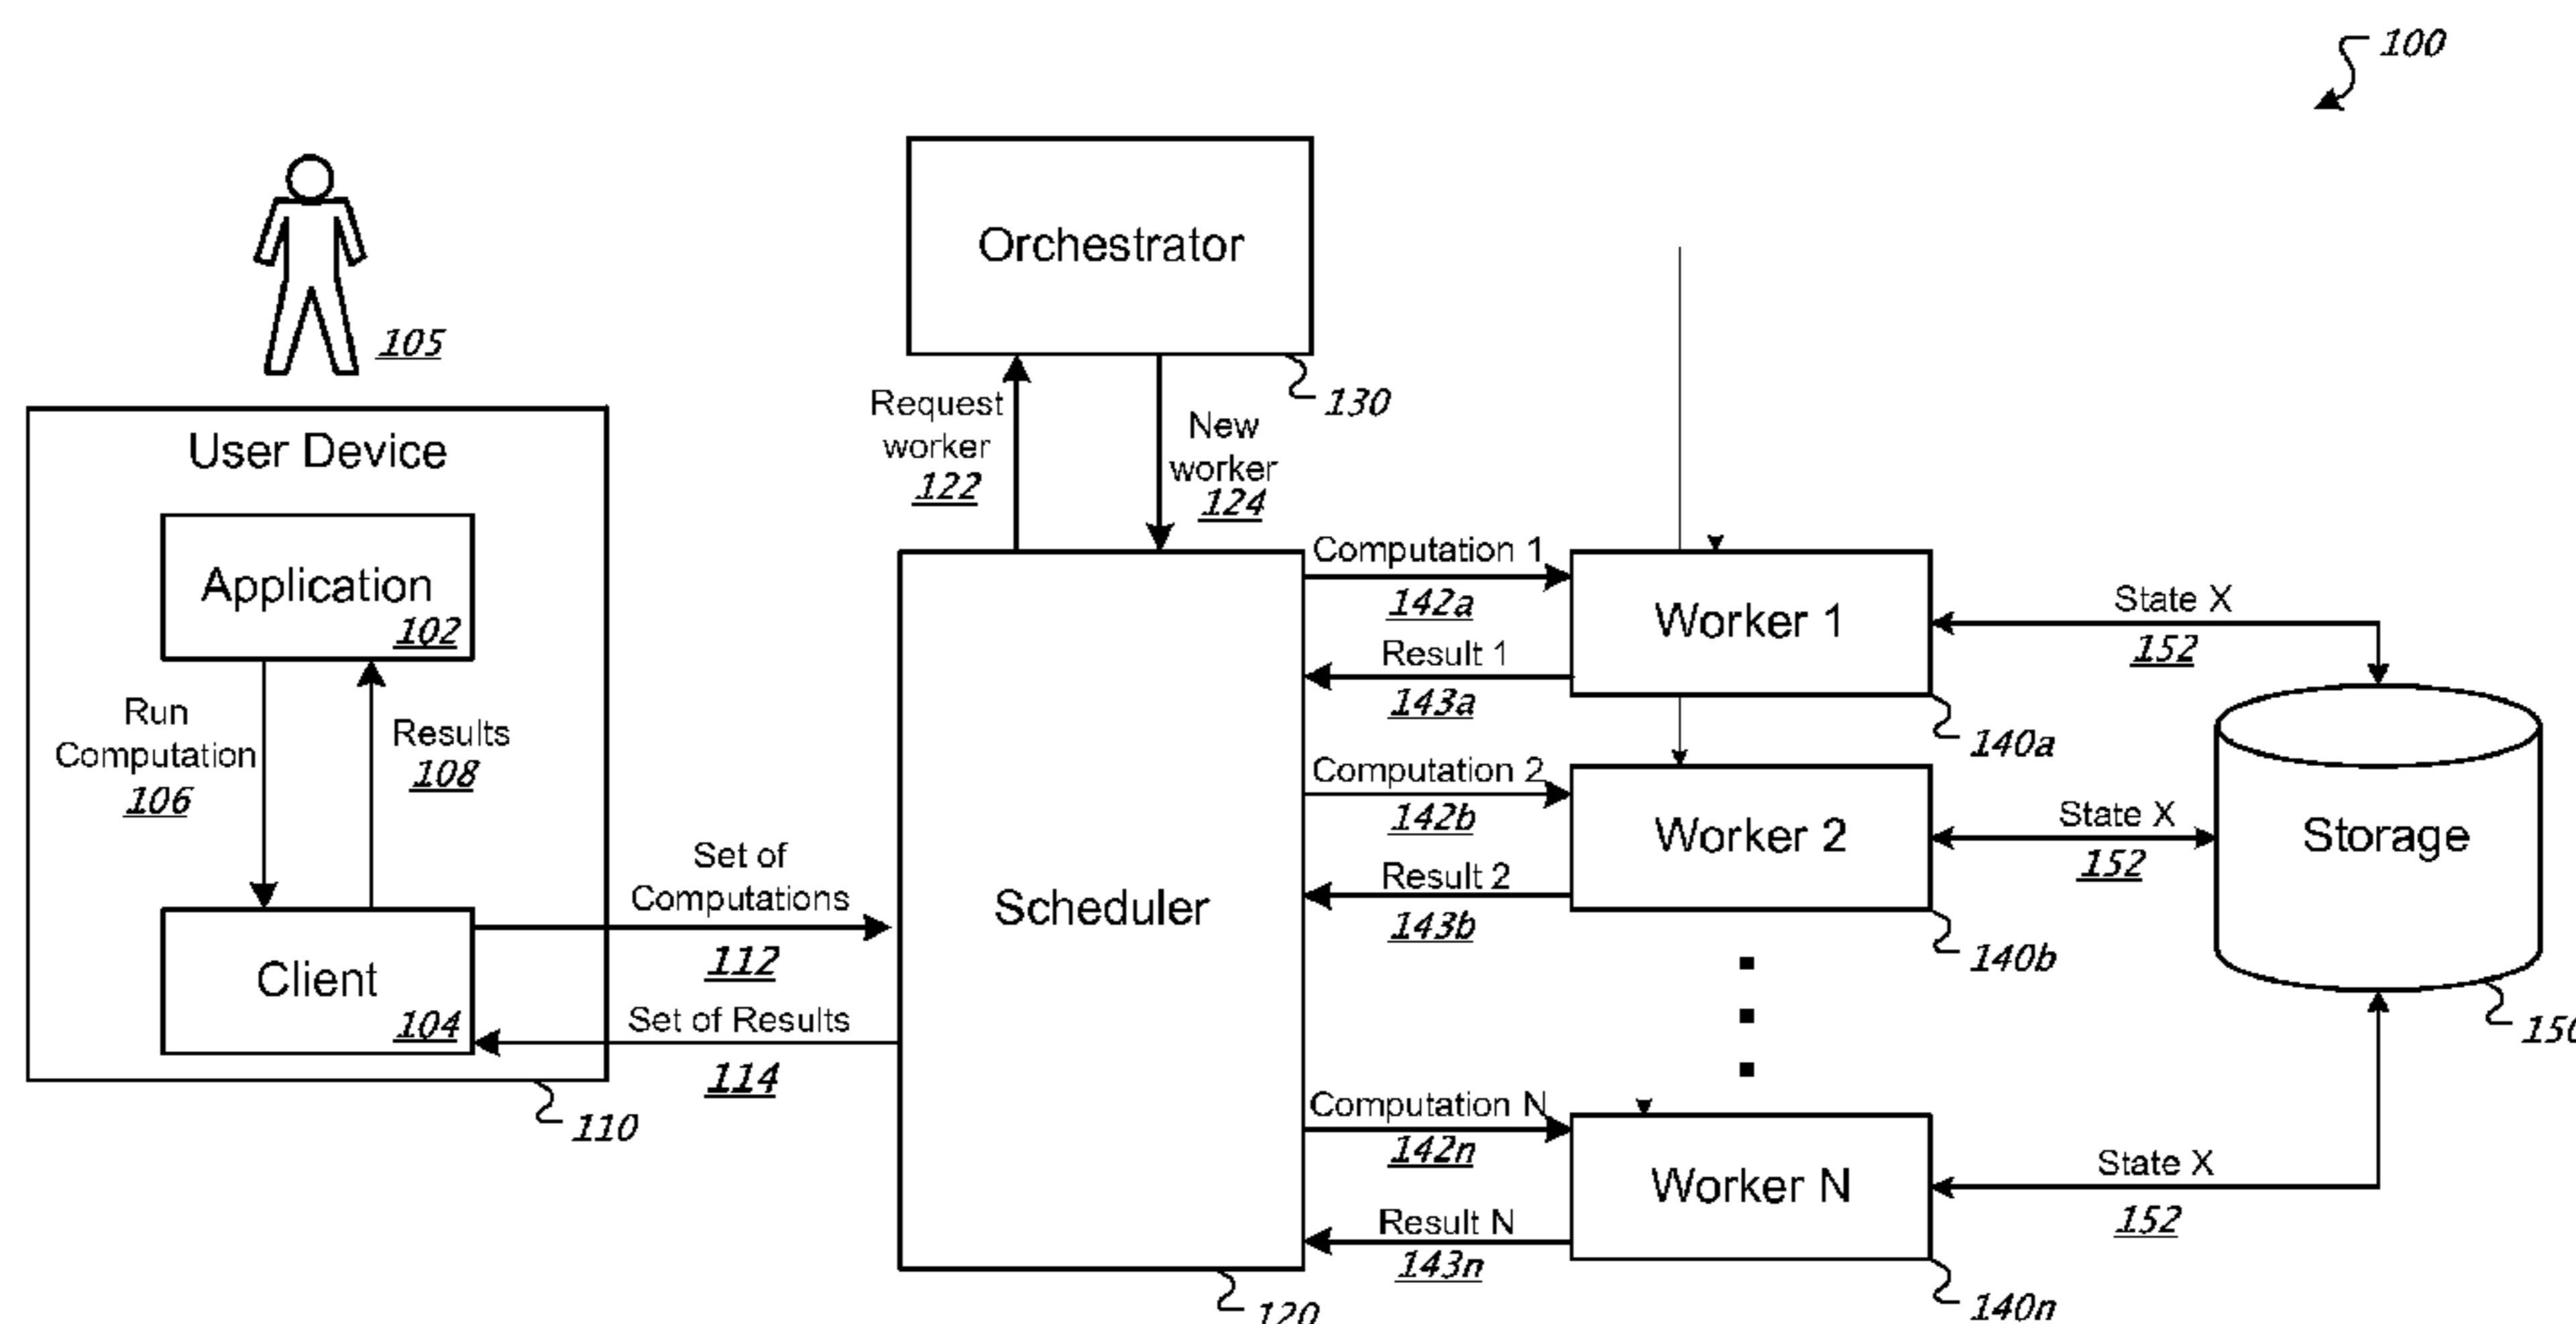 100
Orchestrator
105
130
Request
worker
122
New
worker
124
User Device
Application
102
Run
Computation
106
Results
108
Client
104
110
Set of
Computations
112
Set of Results
114
Scheduler
120
Computation 1
142a
Result 1
143a
Worker 1
140a
State X
152
Computation 2
142b
Result 2
143b
Worker 2
140b
State X
152
Storage
Computation N
142n
Result N
143n
Worker N
140n
State X
152